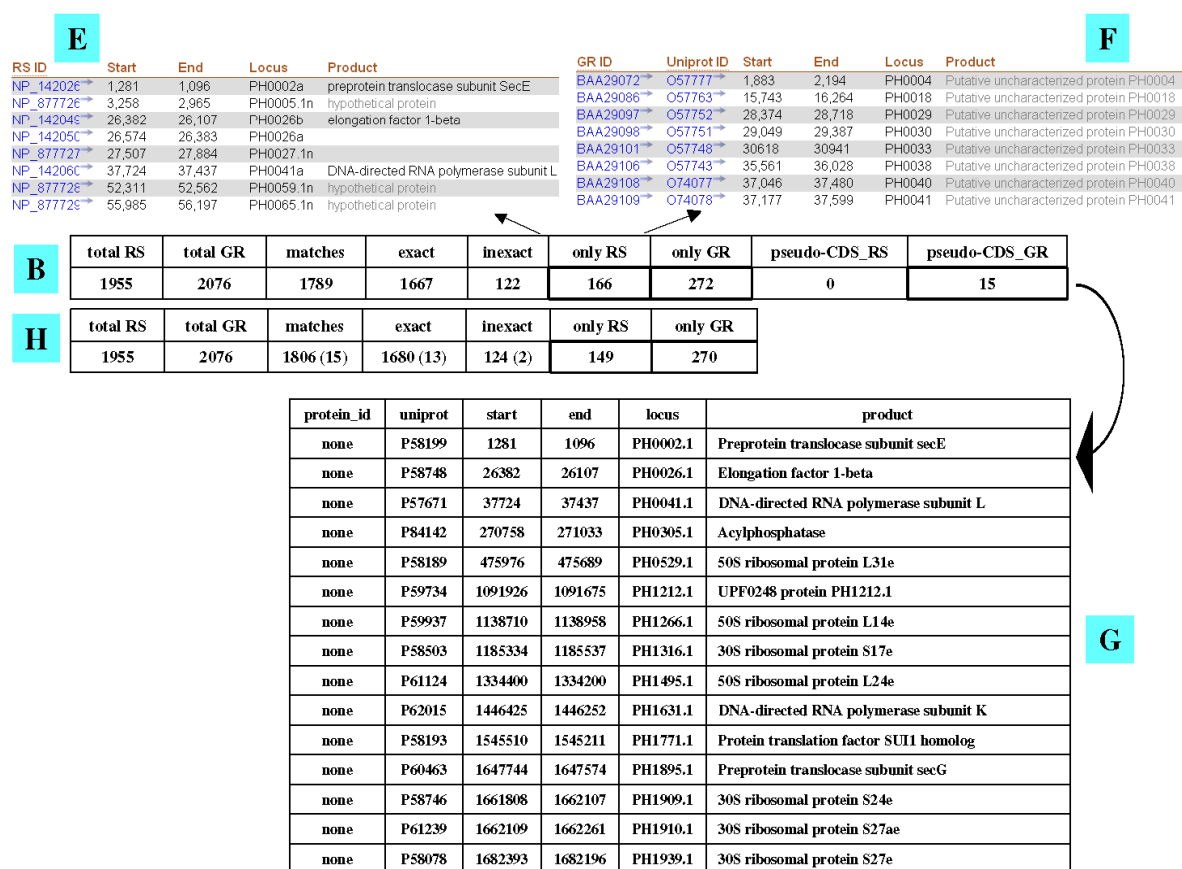 E
RS ID Start End Locus Product
NP_142026 1,281 1,096 PH0002a preprotein translocase subunit SecE
NP_877726 3,258 2,965 PH0005.1n hypothetical protein
NP_142049 26,382 26,107 PH0026b elongation factor 1-beta
NP_142050 26,574 26,383 PH0026a
NP_877727 27,507 27,884 PH0027.1n
NP_142060 37,724 37,437 PH0041a DNA-directed RNA polymerase subunit L
NP_877728 52,311 52,562 PH0059.1n hypothetical protein
NP_877729 55,985 56,197 PH0065.1n hypothetical protein
F
GR ID Uniprot ID Start End Locus Product
BAA29072 O57777 1,883 2,194 PH0004 Putative uncharacterized protein PH0004
BAA29086 O57763 15,743 16,264 PH0018 Putative uncharacterized protein PH0018
BAA29097 O57752 28,374 28,718 PH0029 Putative uncharacterized protein PH0029
BAA29098 O57751 29,049 29,387 PH0030 Putative uncharacterized protein PH0030
BAA29101 O57748 30618 30941 PH0033 Putative uncharacterized protein PH0033
BAA29106 O57743 35,561 36,028 PH0038 Putative uncharacterized protein PH0038
BAA29108 O74077 37,046 37,480 PH0040 Putative uncharacterized protein PH0040
BAA29109 O74078 37,177 37,599 PH0041 Putative uncharacterized protein PH0041
B
total RS total GR matches exact inexact only RS only GR pseudo-CDS_RS pseudo-CDS_GR
1955 2076 1789 1667 122 166 272 0 15
H
total RS total GR matches exact inexact only RS only GR
1955 2076 1806 (15) 1680 (13) 124 (2) 149 270
protein_id uniprot start end locus product
none P58199 1281 1096 PH0002.1 Preprotein translocase subunit secE
none P58748 26382 26107 PH0026.1 Elongation factor 1-beta
none P57671 37724 37437 PH0041.1 DNA-directed RNA polymerase subunit L
none P84142 270758 271033 PH0305.1 Acylphosphatase
none P58189 475976 475689 PH0529.1 50S ribosomal protein L31e
none P59734 1091926 1091675 PH1212.1 UPF0248 protein PH1212.1
none P59937 1138710 1138958 PH1266.1 50S ribosomal protein L14e
none P58503 1185334 1185537 PH1316.1 30S ribosomal protein S17e
none P61124 1334400 1334200 PH1495.1 50S ribosomal protein L24e
none P62015 1446425 1446252 PH1631.1 DNA-directed RNA polymerase subunit K
none P58193 1545510 1545211 PH1771.1 Protein translation factor SUI1 homolog
none P60463 1647744 1647574 PH1895.1 Preprotein translocase subunit secG
none P58746 1661808 1662107 PH1909.1 30S ribosomal protein S24e
none P61239 1662109 1662261 PH1910.1 30S ribosomal protein S27ae
none P58078 1682393 1682196 PH1939.1 30S ribosomal protein S27e
G